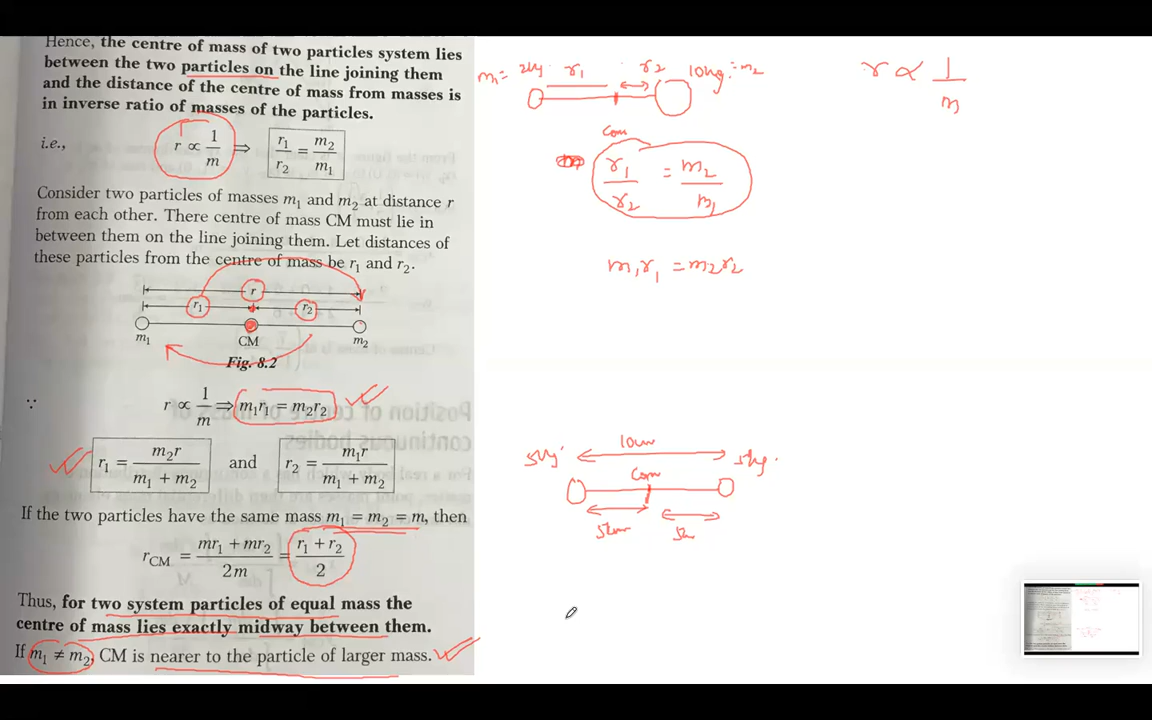 Hence, the centre of mass of two particles system lies
between the two particles on the line joining them
and the distance of the centre of mass from masses is
in inverse ratio of masses of the particles.
i.e., r ∝ 1/m ⇒ r₁/r₂ = m₂/m₁
Consider two particles of masses m₁ and m₂ at distance r
from each other. There centre of mass CM must lie in
between them on the line joining them. Let distances of
these particles from the centre of mass be r₁ and r₂.
r
r₁ r₂
m₁ CM m₂
Fig. 8.2
∵ r ∝ 1/m ⇒ m₁r₁ = m₂r₂
r₁ = m₂r/(m₁ + m₂) and r₂ = m₁r/(m₁ + m₂)
If the two particles have the same mass m₁ = m₂ = m, then
r_CM = (mr₁ + mr₂)/2m = (r₁ + r₂)/2
Thus, for two system particles of equal mass the
centre of mass lies exactly midway between them.
If m₁ ≠ m₂, CM is nearer to the particle of larger mass.
m₁= 2kg r₁ r₂ 10kg = m₂
com
r₁/r₂ = m₂/m₁
m₁r₁ = m₂r₂
r ∝ 1/m
10cm
5kg 5kg
com